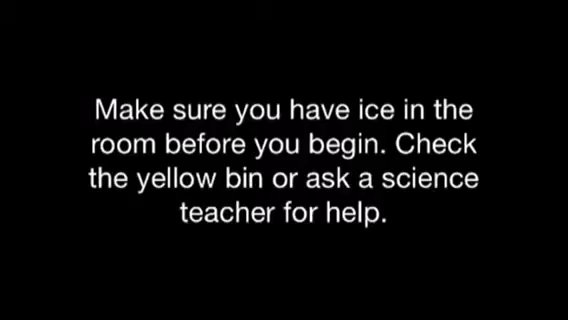 Make sure you have ice in the
room before you begin. Check
the yellow bin or ask a science
teacher for help.